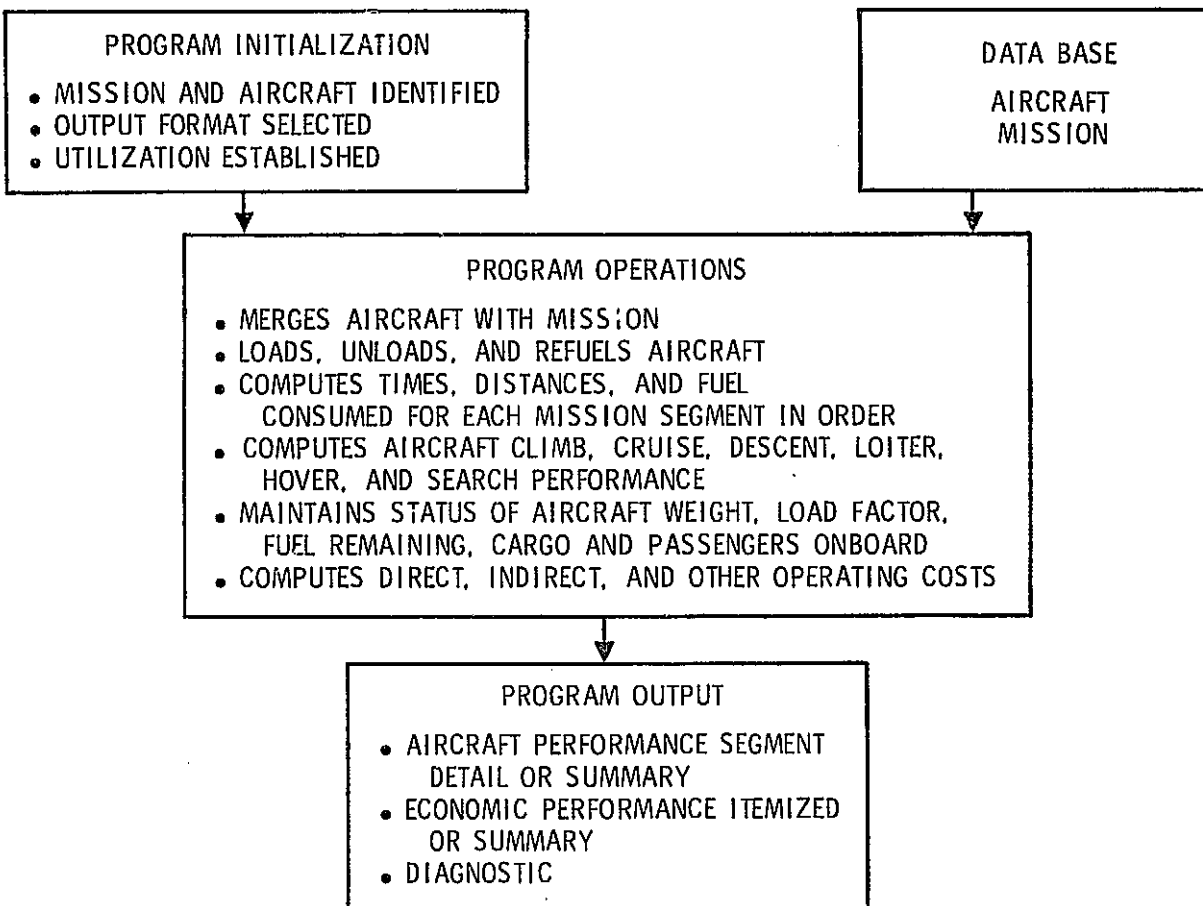 PROGRAM INITIALIZATION
• MISSION AND AIRCRAFT IDENTIFIED
• OUTPUT FORMAT SELECTED
• UTILIZATION ESTABLISHED
DATA BASE
AIRCRAFT
MISSION
PROGRAM OPERATIONS
• MERGES AIRCRAFT WITH MISSION
• LOADS, UNLOADS, AND REFUELS AIRCRAFT
• COMPUTES TIMES, DISTANCES, AND FUEL
CONSUMED FOR EACH MISSION SEGMENT IN ORDER
• COMPUTES AIRCRAFT CLIMB, CRUISE, DESCENT, LOITER,
HOVER, AND SEARCH PERFORMANCE
• MAINTAINS STATUS OF AIRCRAFT WEIGHT, LOAD FACTOR,
FUEL REMAINING, CARGO AND PASSENGERS ONBOARD
• COMPUTES DIRECT, INDIRECT, AND OTHER OPERATING COSTS
PROGRAM OUTPUT
• AIRCRAFT PERFORMANCE SEGMENT
DETAIL OR SUMMARY
• ECONOMIC PERFORMANCE ITEMIZED
OR SUMMARY
• DIAGNOSTIC